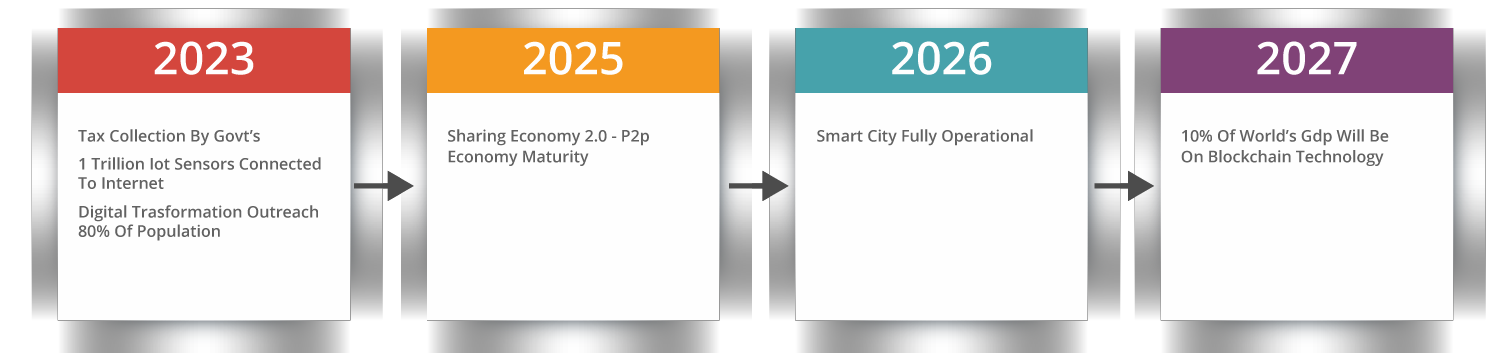 2023
Tax Collection By Govt’s
1 Trillion Iot Sensors Connected
To Internet
Digital Trasformation Outreach
80% Of Population
2025
Sharing Economy 2.0 - P2p
Economy Maturity
2026
Smart City Fully Operational
2027
10% Of World’s Gdp Will Be
On Blockchain Technology